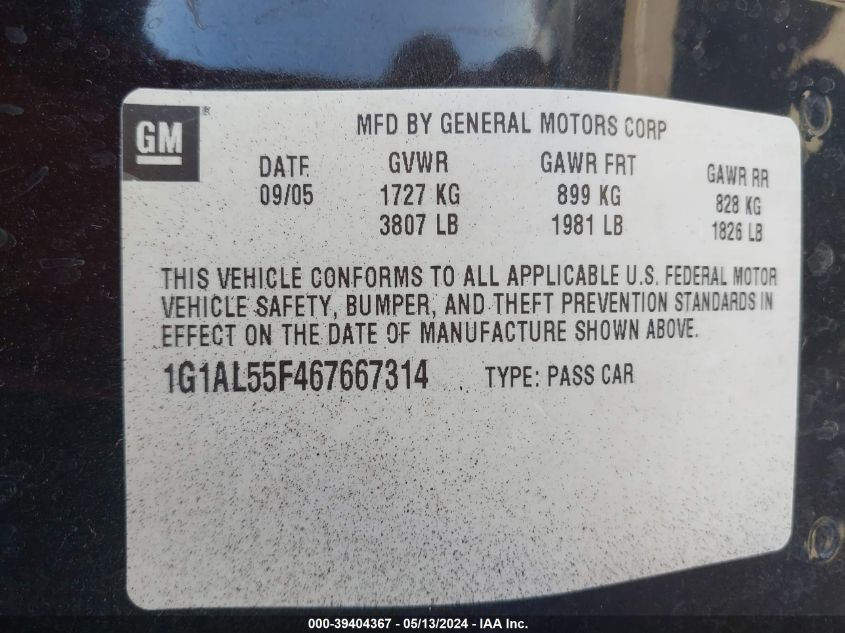 GM ®
MFD BY GENERAL MOTORS CORP
DATE GVWR GAWR FRT GAWR RR
09/05 1727 KG 899 KG 828 KG
3807 LB 1981 LB 1826 LB
THIS VEHICLE CONFORMS TO ALL APPLICABLE U.S. FEDERAL MOTOR
VEHICLE SAFETY, BUMPER, AND THEFT PREVENTION STANDARDS IN
EFFECT ON THE DATE OF MANUFACTURE SHOWN ABOVE.
1G1AL55F467667314 TYPE: PASS CAR
000-39404367 - 05/13/2024 - IAA Inc.